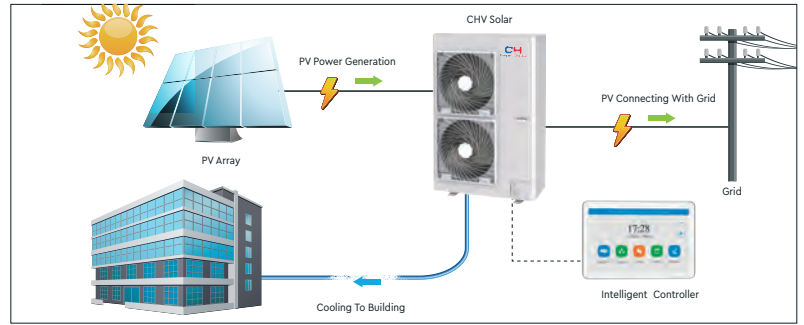 CHV Solar
CH
PV Power Generation
PV Connecting With Grid
PV Array
Grid
17:28
Intelligent Controller
Cooling To Building